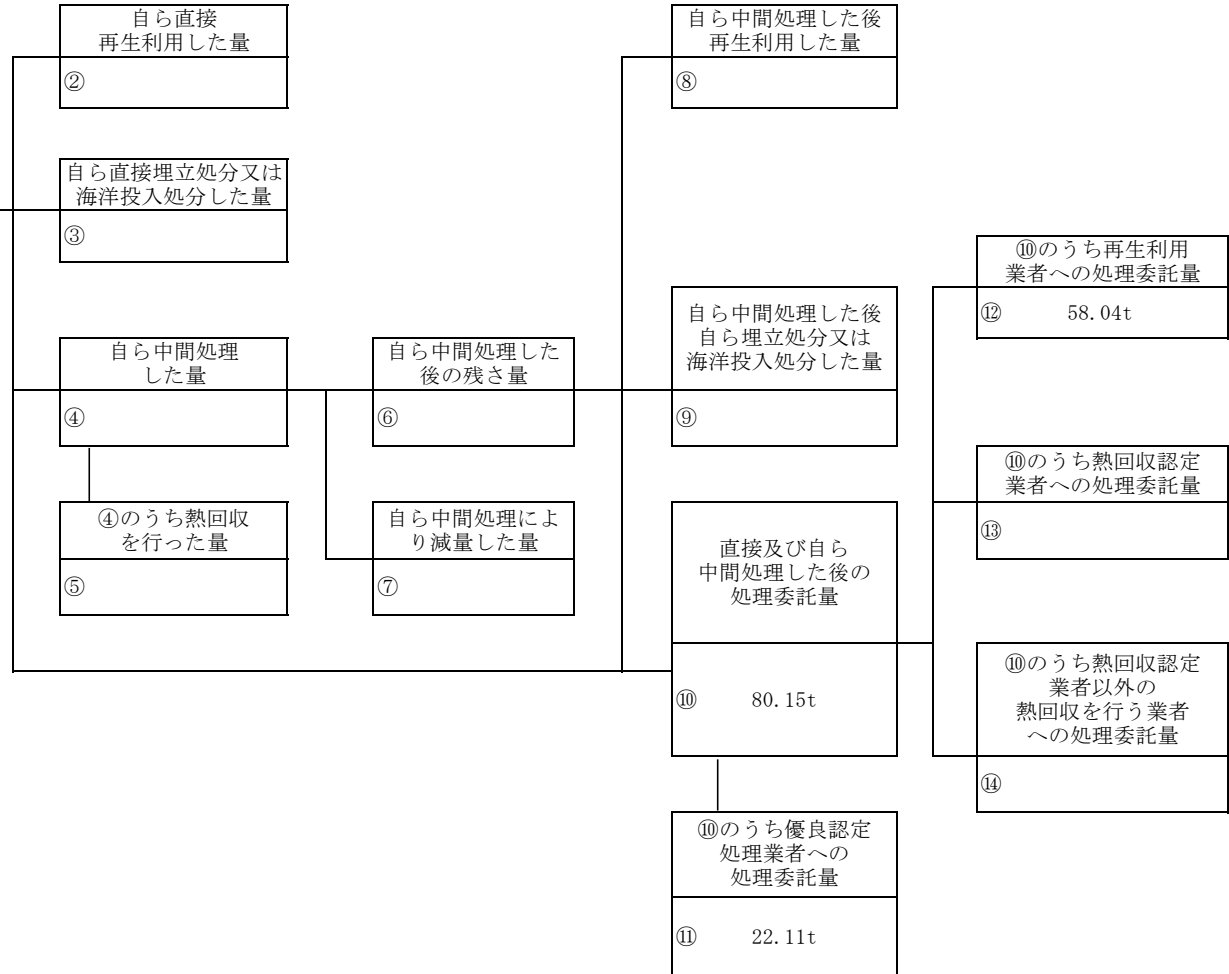 自ら直接
再生利用した量
②
自ら直接埋立処分又は
海洋投入処分した量
③
自ら中間処理
した量
④
④のうち熱回収
を行った量
⑤
自ら中間処理した
後の残さ量
⑥
自ら中間処理によ
り減量した量
⑦
自ら中間処理した後
再生利用した量
⑧
自ら中間処理した後
自ら埋立処分又は
海洋投入処分した量
⑨
直接及び自ら
中間処理した後の
処理委託量
⑩ 80.15t
⑩のうち優良認定
処理業者への
処理委託量
⑪ 22.11t
⑩のうち再生利用
業者への処理委託量
⑫ 58.04t
⑩のうち熱回収認定
業者への処理委託量
⑬
⑩のうち熱回収認定
業者以外の
熱回収を行う業者
への処理委託量
⑭